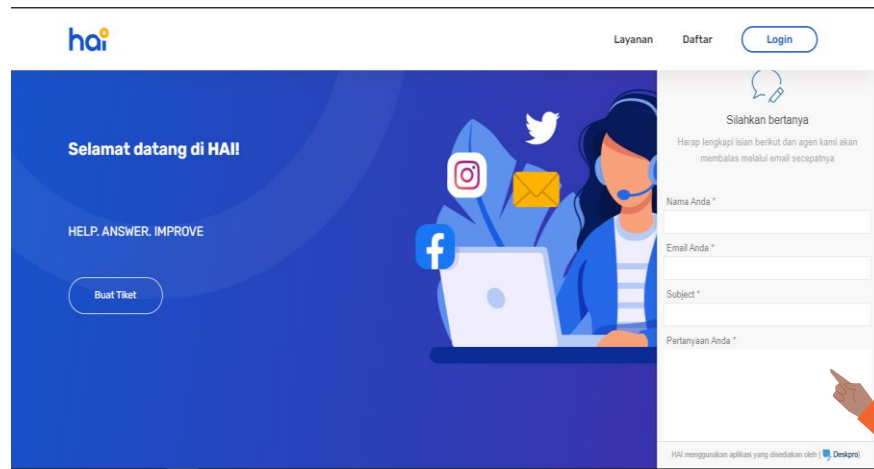 hai
Layanan
Daftar
Login
Selamat datang di HAI!
HELP. ANSWER. IMPROVE
Buat Tiket
Silahkan bertanya
Harap lengkapi isian berikut dan agen kami akan
membalas melalui email secepatnya
Nama Anda *
Email Anda *
Subject *
Pertanyaan Anda *
HAI menggunakan aplikasi yang disediakan oleh [ Deskpro]